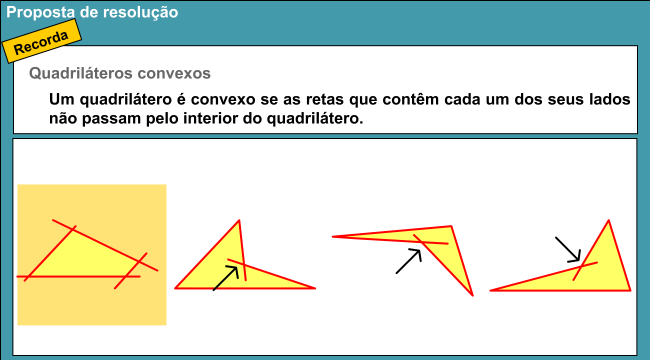 Proposta de resolução
Recorda
Quadriláteros convexos
Um quadrilátero é convexo se as retas que contêm cada um dos seus lados
não passam pelo interior do quadrilátero.